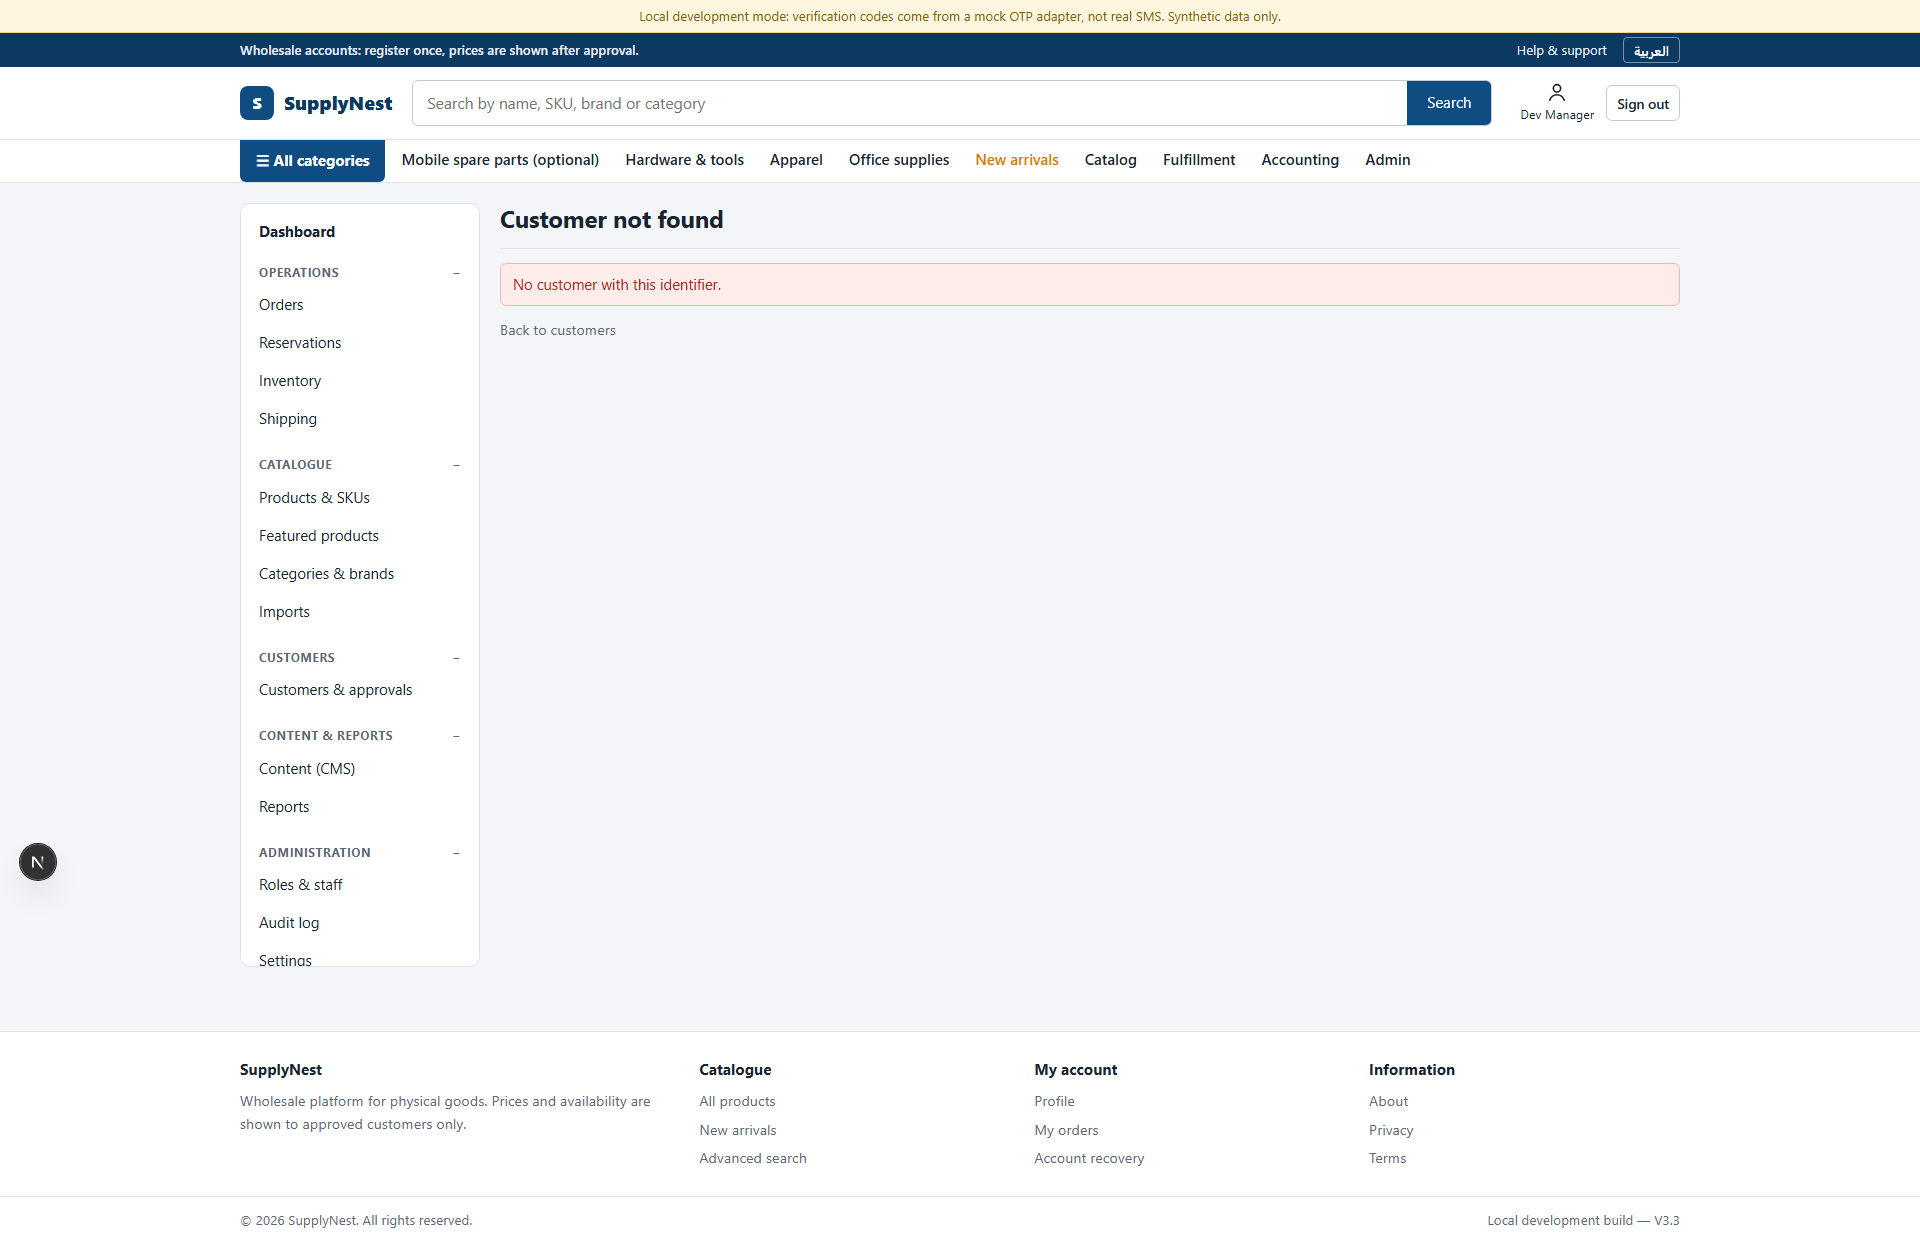 Local development mode: verification codes come from a mock OTP adapter, not real SMS. Synthetic data only.
Wholesale accounts: register once, prices are shown after approval.
Help & support
العربية
S
SupplyNest
Search by name, SKU, brand or category
Search
Dev Manager
Sign out
☰ All categories
Mobile spare parts (optional)
Hardware & tools
Apparel
Office supplies
New arrivals
Catalog
Fulfillment
Accounting
Admin
Dashboard
OPERATIONS –
Orders
Reservations
Inventory
Shipping
CATALOGUE –
Products & SKUs
Featured products
Categories & brands
Imports
CUSTOMERS –
Customers & approvals
CONTENT & REPORTS –
Content (CMS)
Reports
ADMINISTRATION –
Roles & staff
Audit log
Settings
Customer not found
No customer with this identifier.
Back to customers
N
SupplyNest
Wholesale platform for physical goods. Prices and availability are
shown to approved customers only.
Catalogue
All products
New arrivals
Advanced search
My account
Profile
My orders
Account recovery
Information
About
Privacy
Terms
© 2026 SupplyNest. All rights reserved.
Local development build — V3.3